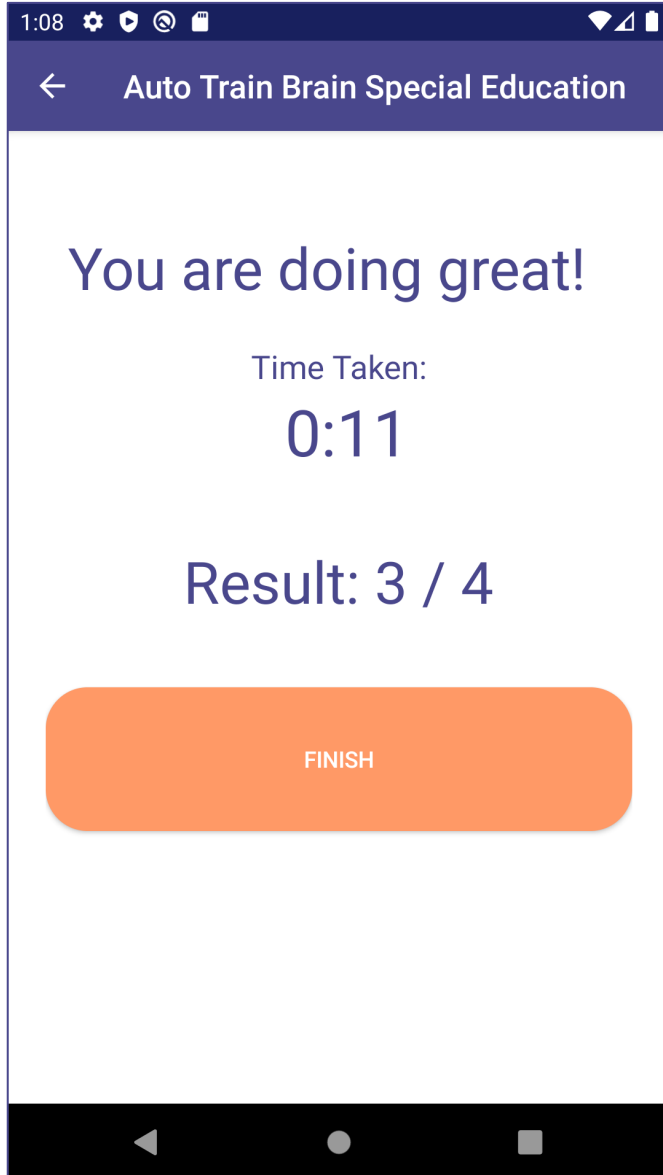 1:08
Auto Train Brain Special Education
You are doing great!
Time Taken:
0:11
Result: 3 / 4
FINISH